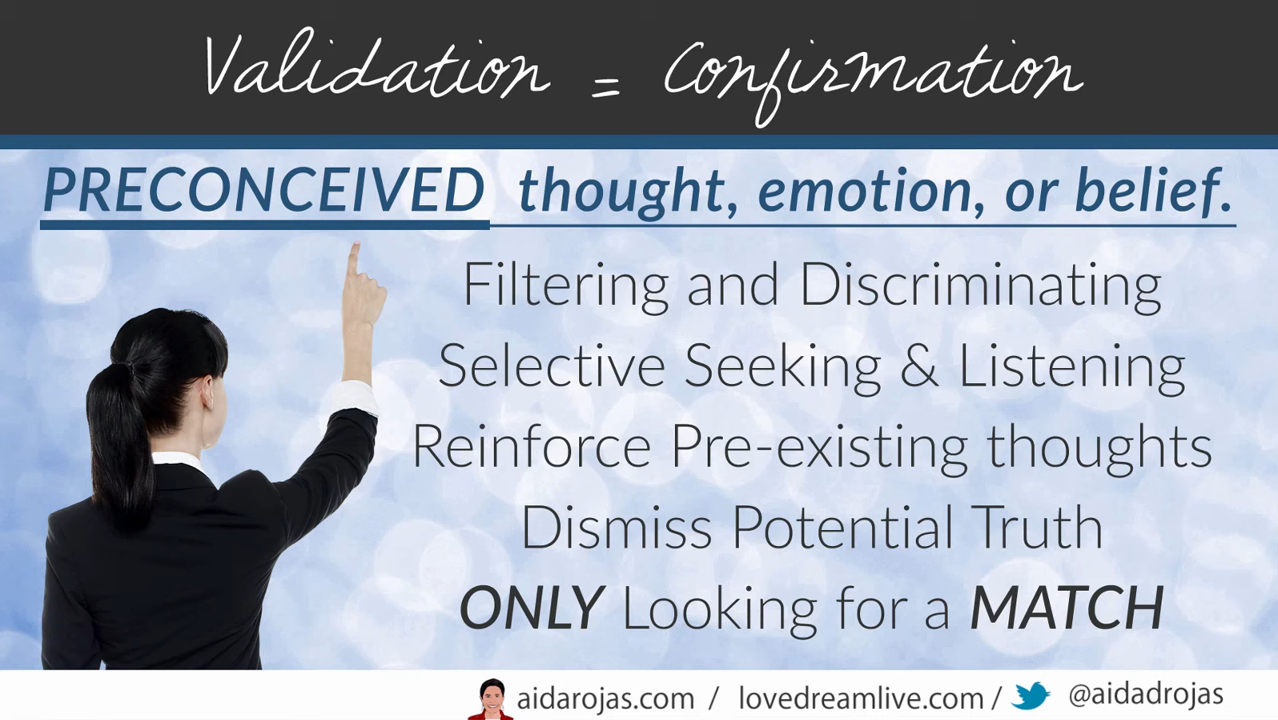 Validation = Confirmation
PRECONCEIVED thought, emotion, or belief.
Filtering and Discriminating
Selective Seeking & Listening
Reinforce Pre-existing thoughts
Dismiss Potential Truth
ONLY Looking for a MATCH
aidarojas.com / lovedreamlive.com / @aidadrojas